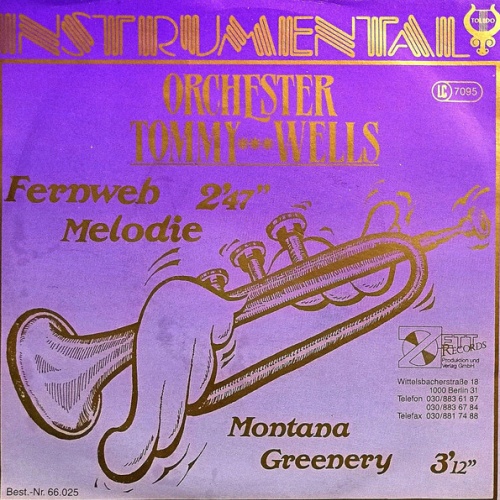 INSTRUMENTAL
TOLEDO
ORCHESTER
LC 7095
TOMMY***WELLS
Fernweh 2'47"
Melodie
ZETT
RECORDS
Produktion und
Verlag GmbH
Wittelsbacherstraße 18
1000 Berlin 31
Telefon 030/883 61 87
030/883 67 84
Telefax 030/881 74 88
Montana
Greenery 3'12"
Best.-Nr. 66.025